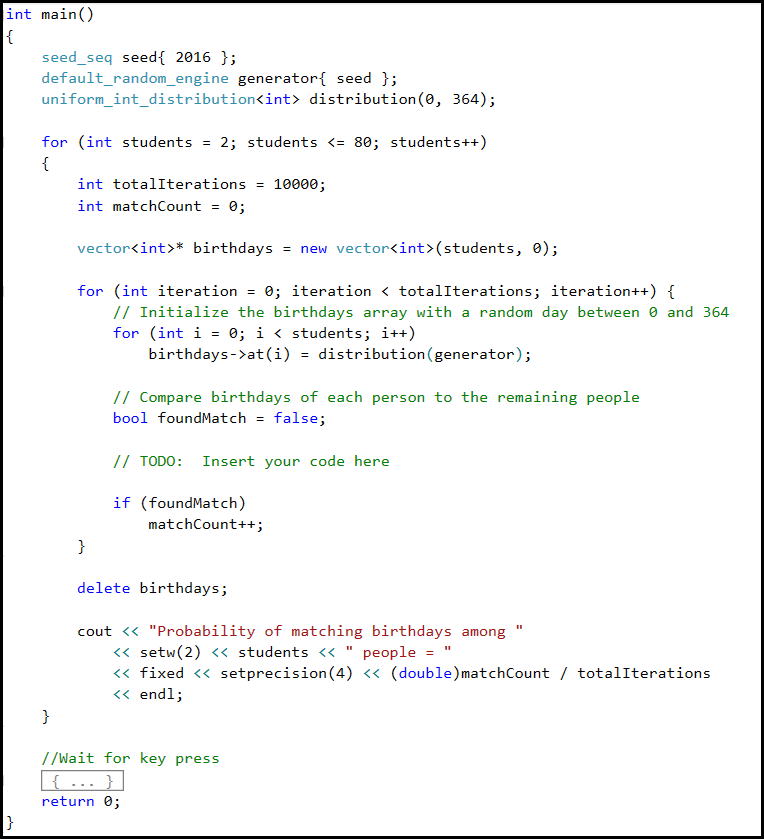 int main()
{
    seed_seq seed{ 2016 };
    default_random_engine generator{ seed };
    uniform_int_distribution<int> distribution(0, 364);

    for (int students = 2; students <= 80; students++)
    {
        int totalIterations = 10000;
        int matchCount = 0;

        vector<int>* birthdays = new vector<int>(students, 0);

        for (int iteration = 0; iteration < totalIterations; iteration++) {
            // Initialize the birthdays array with a random day between 0 and 364
            for (int i = 0; i < students; i++)
                birthdays->at(i) = distribution(generator);

            // Compare birthdays of each person to the remaining people
            bool foundMatch = false;

            // TODO:  Insert your code here

            if (foundMatch)
                matchCount++;
        }

        delete birthdays;

        cout << "Probability of matching birthdays among "
            << setw(2) << students << " people = "
            << fixed << setprecision(4) << (double)matchCount / totalIterations
            << endl;
    }

    //Wait for key press
    { ... }
    return 0;
}